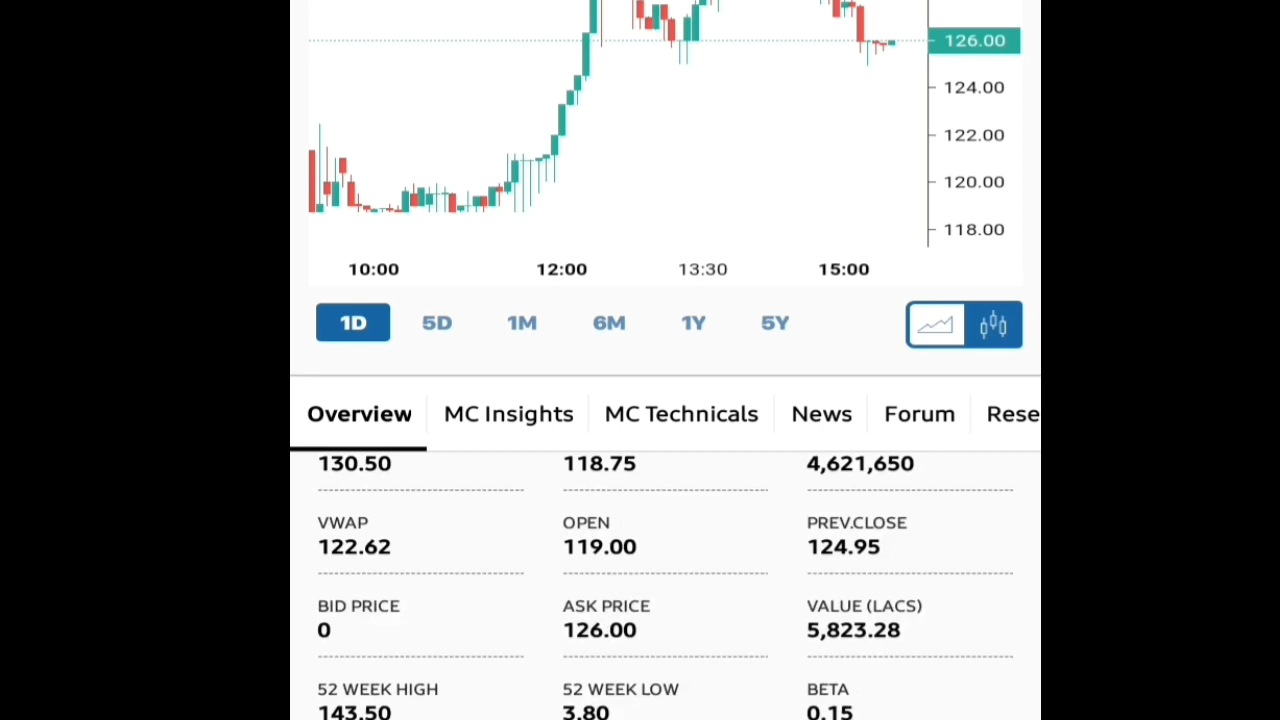 126.00
124.00
122.00
120.00
118.00
10:00 12:00 13:30 15:00
1D 5D 1M 6M 1Y 5Y
Overview MC Insights MC Technicals News Forum Rese
130.50 118.75 4,621,650
VWAP OPEN PREV.CLOSE
122.62 119.00 124.95
BID PRICE ASK PRICE VALUE (LACS)
0 126.00 5,823.28
52 WEEK HIGH 52 WEEK LOW BETA
143.50 3.80 0.15